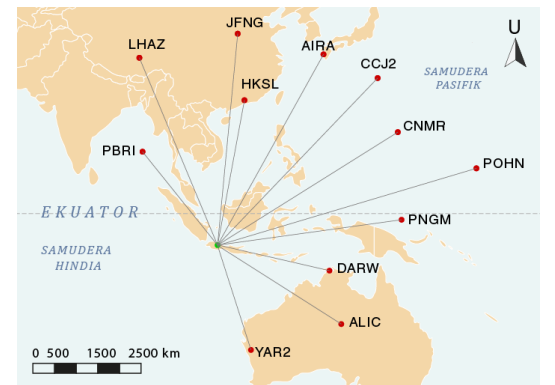 JFNG
U
LHAZ
AIRA
CCJ2
SAMUDERA
PASIFIK
HKSL
CNMR
PBRI
POHN
EKUATOR
PNGM
SAMUDERA
HINDIA
DARW
ALIC
YAR2
0 500 1500 2500 km